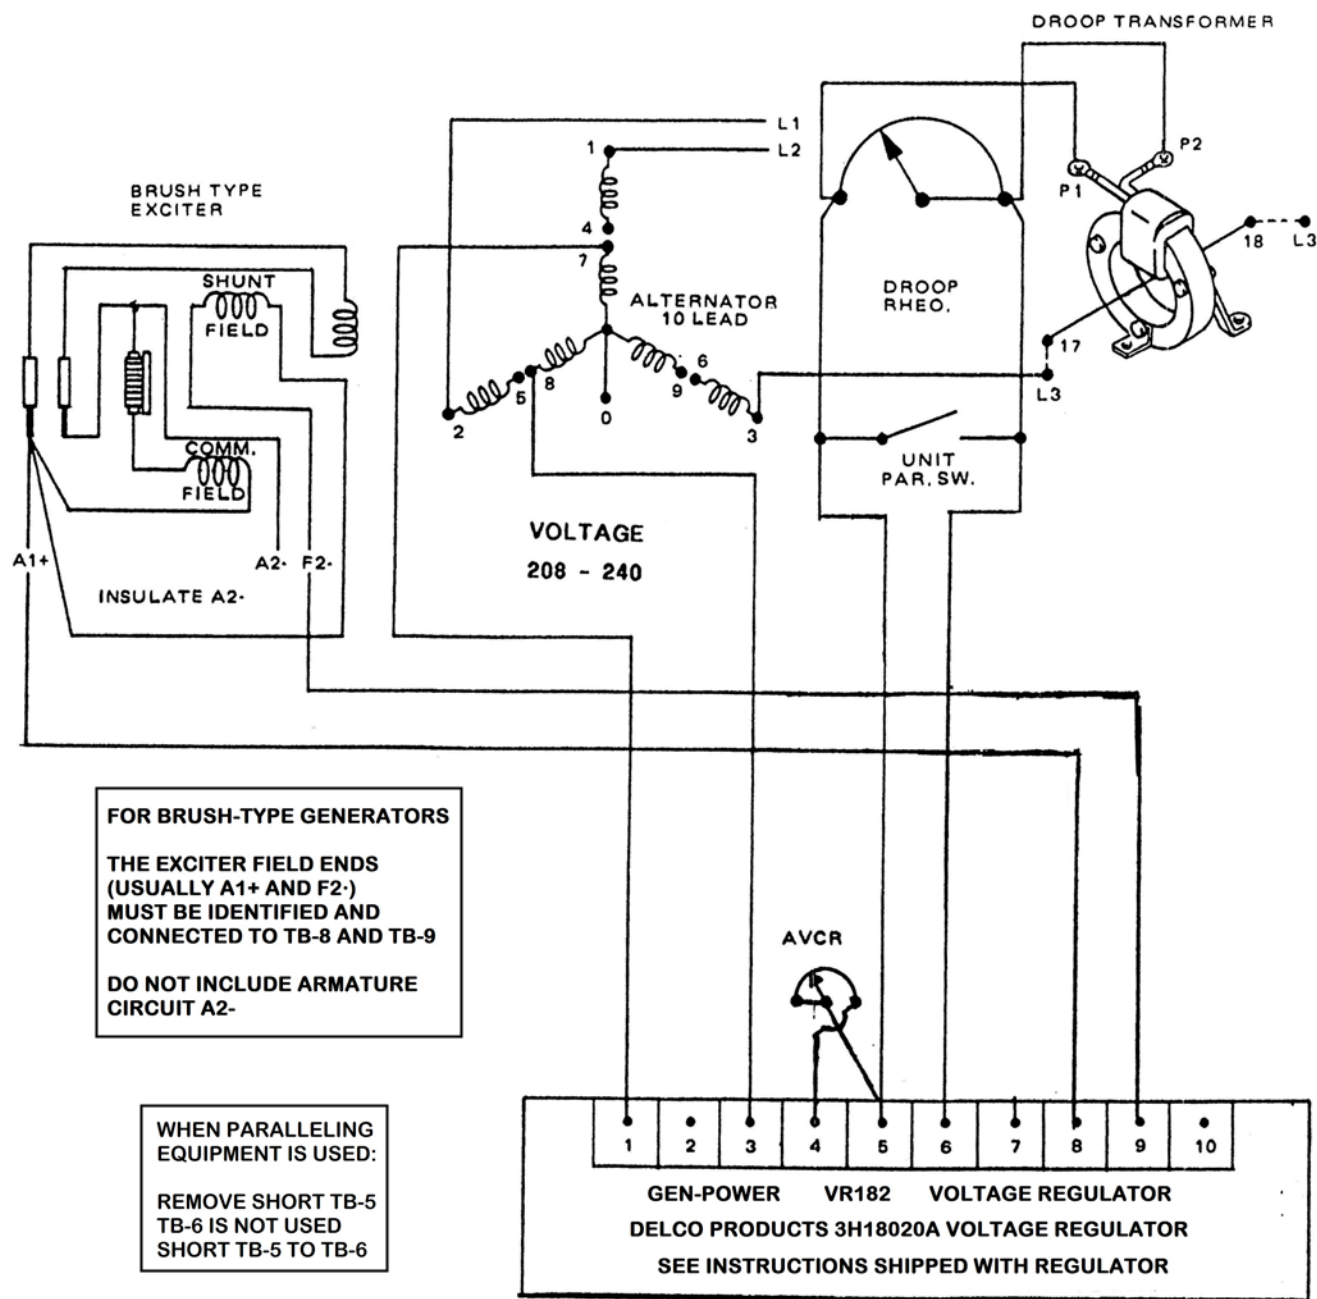 DROOP TRANSFORMER
L1
L2
1
P2
P1
BRUSH TYPE
EXCITER
4
7
18
L3
SHUNT
FIELD
ALTERNATOR
10 LEAD
DROOP
RHEO.
17
L3
6
5
8
9
0
2
3
COMM.
FIELD
UNIT
PAR. SW.
VOLTAGE
208 - 240
A1+
A2-
F2-
INSULATE A2-
FOR BRUSH-TYPE GENERATORS
THE EXCITER FIELD ENDS
(USUALLY A1+ AND F2-)
MUST BE IDENTIFIED AND
CONNECTED TO TB-8 AND TB-9
DO NOT INCLUDE ARMATURE
CIRCUIT A2-
AVCR
WHEN PARALLELING
EQUIPMENT IS USED:
REMOVE SHORT TB-5
TB-6 IS NOT USED
SHORT TB-5 TO TB-6
1 2 3 4 5 6 7 8 9 10
GEN-POWER VR182 VOLTAGE REGULATOR
DELCO PRODUCTS 3H18020A VOLTAGE REGULATOR
SEE INSTRUCTIONS SHIPPED WITH REGULATOR